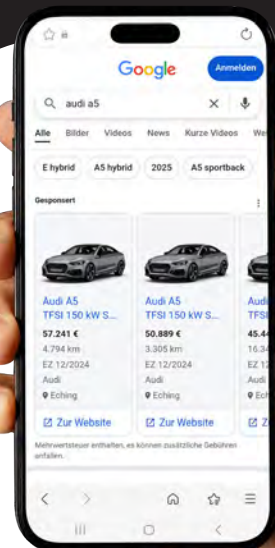 Google
Anmelden
audi a5
Alle Bilder Videos News Kurze Videos
E hybrid A5 hybrid 2025 A5 sportback
Gesponsert
Audi A5
TFSI 150 kW S...
57.241 €
4.794 km
EZ 12/2024
Audi
Eching
Zur Website
Audi A5
TFSI 150 kW S...
50.889 €
3.305 km
EZ 12/2024
Audi
Eching
Zur Website
Audi
TFSI
Audi
Mehrwertsteuer enthalten, es können zusätzliche Gebühren
anfallen.